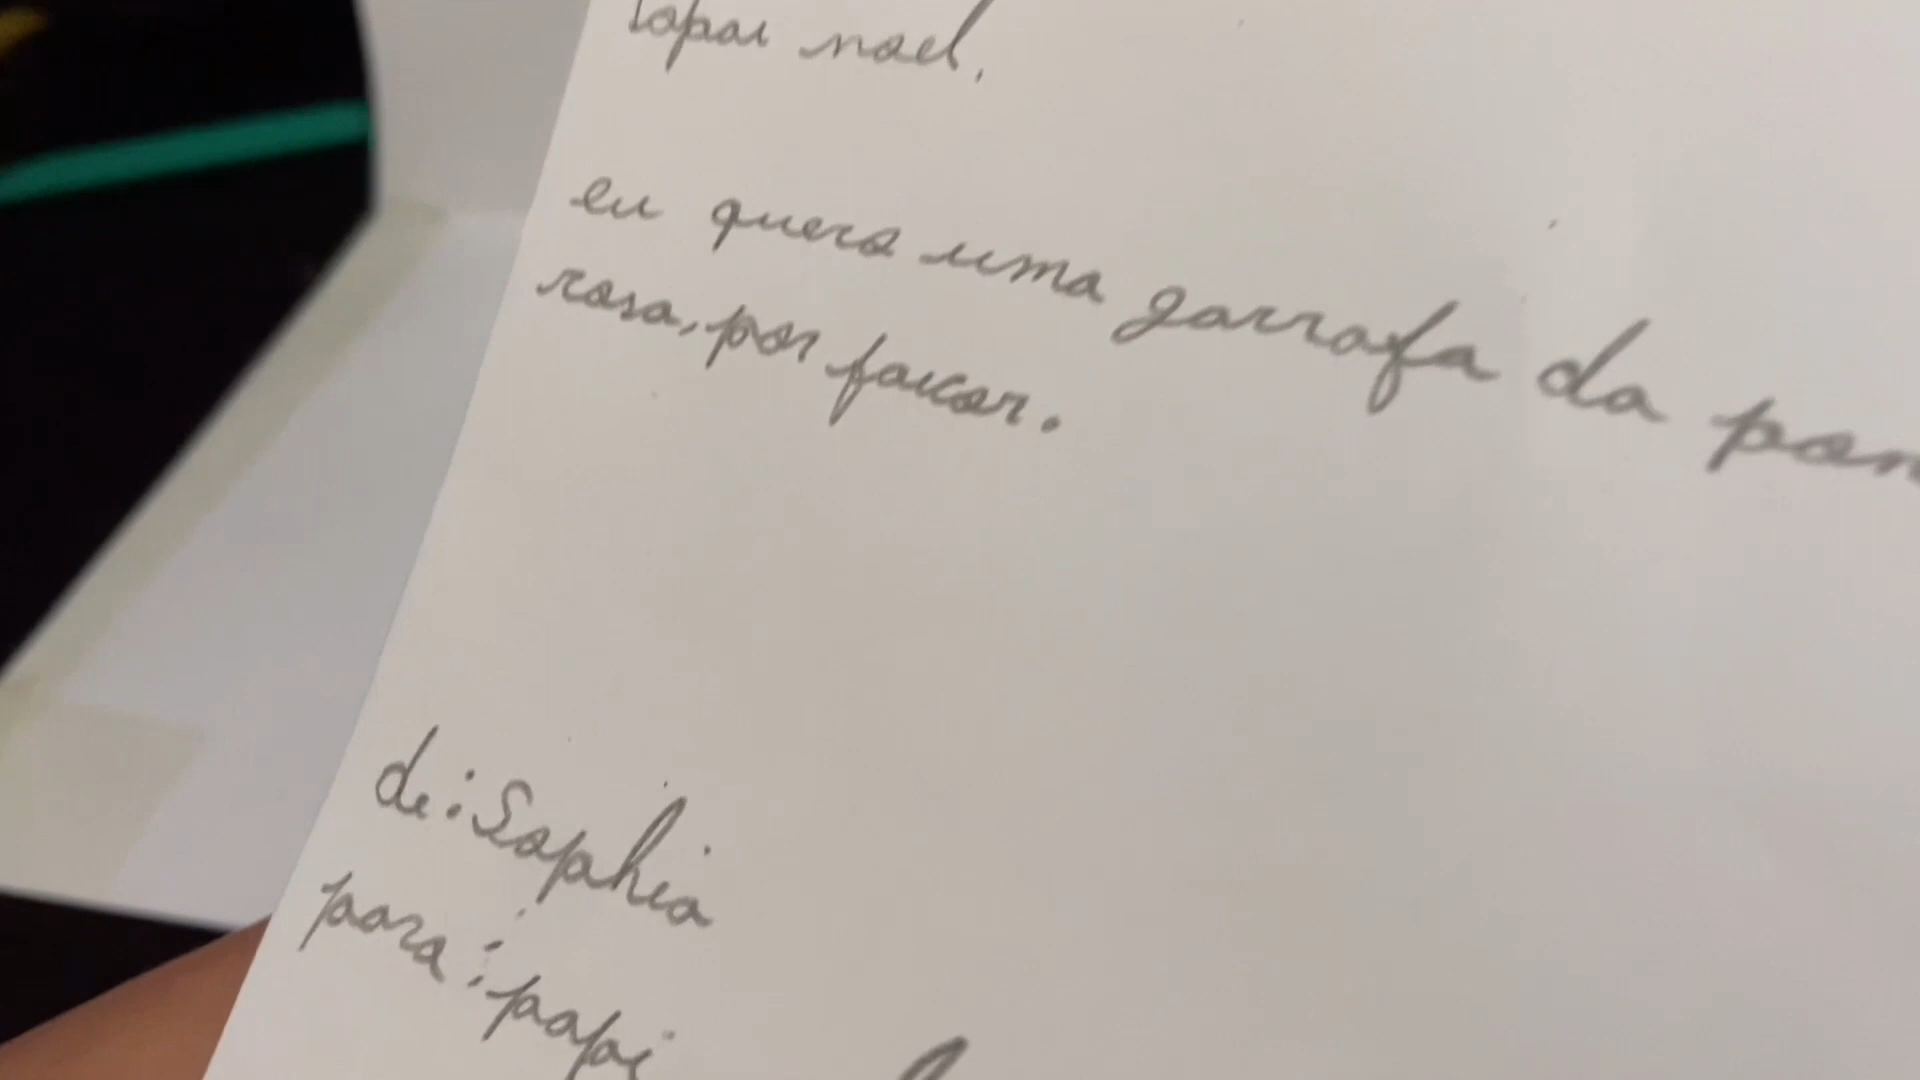 papai noel,
eu quero uma garrafa da pan
rosa, por favor.
de: Sophia
para: papai